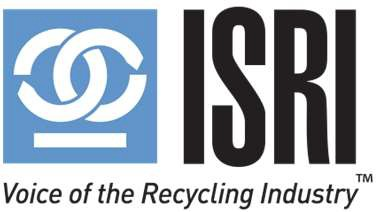 ISRI
Voice of the Recycling Industry™